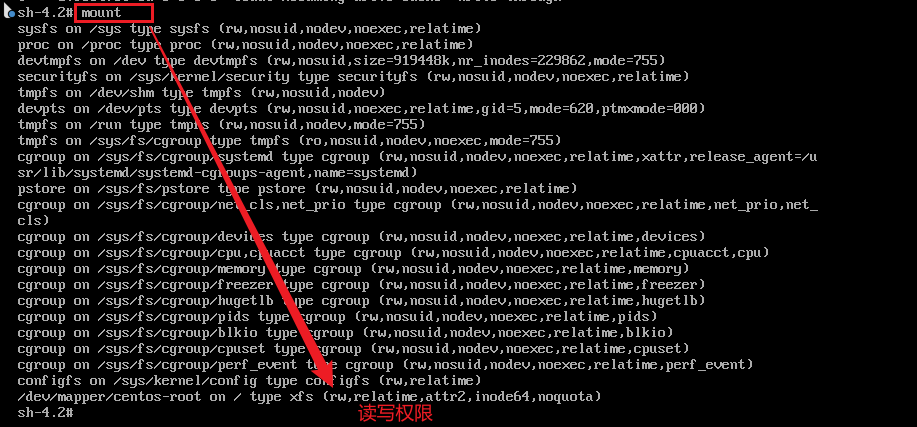 sh-4.2# mount
sysfs on /sys type sysfs (rw,nosuid,nodev,noexec,relatime)
proc on /proc type proc (rw,nosuid,nodev,noexec,relatime)
devtmpfs on /dev type devtmpfs (rw,nosuid,size=919448k,nr_inodes=229862,mode=755)
securityfs on /sys/kernel/security type securityfs (rw,nosuid,nodev,noexec,relatime)
tmpfs on /dev/shm type tmpfs (rw,nosuid,nodev)
devpts on /dev/pts type devpts (rw,nosuid,noexec,relatime,gid=5,mode=620,ptmxmode=000)
tmpfs on /run type tmpfs (rw,nosuid,nodev,mode=755)
tmpfs on /sys/fs/cgroup type tmpfs (ro,nosuid,nodev,noexec,mode=755)
cgroup on /sys/fs/cgroup/systemd type cgroup (rw,nosuid,nodev,noexec,relatime,xattr,release_agent=/u
sr/lib/systemd/systemd-cgroups-agent,name=systemd)
pstore on /sys/fs/pstore type pstore (rw,nosuid,nodev,noexec,relatime)
cgroup on /sys/fs/cgroup/net_cls,net_prio type cgroup (rw,nosuid,nodev,noexec,relatime,net_prio,net_
cls)
cgroup on /sys/fs/cgroup/devices type cgroup (rw,nosuid,nodev,noexec,relatime,devices)
cgroup on /sys/fs/cgroup/cpu,cpuacct type cgroup (rw,nosuid,nodev,noexec,relatime,cpuacct,cpu)
cgroup on /sys/fs/cgroup/memory type cgroup (rw,nosuid,nodev,noexec,relatime,memory)
cgroup on /sys/fs/cgroup/freezer type cgroup (rw,nosuid,nodev,noexec,relatime,freezer)
cgroup on /sys/fs/cgroup/hugetlb type cgroup (rw,nosuid,nodev,noexec,relatime,hugetlb)
cgroup on /sys/fs/cgroup/pids type cgroup (rw,nosuid,nodev,noexec,relatime,pids)
cgroup on /sys/fs/cgroup/blkio type cgroup (rw,nosuid,nodev,noexec,relatime,blkio)
cgroup on /sys/fs/cgroup/cpuset type cgroup (rw,nosuid,nodev,noexec,relatime,cpuset)
cgroup on /sys/fs/cgroup/perf_event type cgroup (rw,nosuid,nodev,noexec,relatime,perf_event)
configfs on /sys/kernel/config type configfs (rw,relatime)
/dev/mapper/centos-root on / type xfs (rw,relatime,attr2,inode64,noquota)
sh-4.2#
读写权限